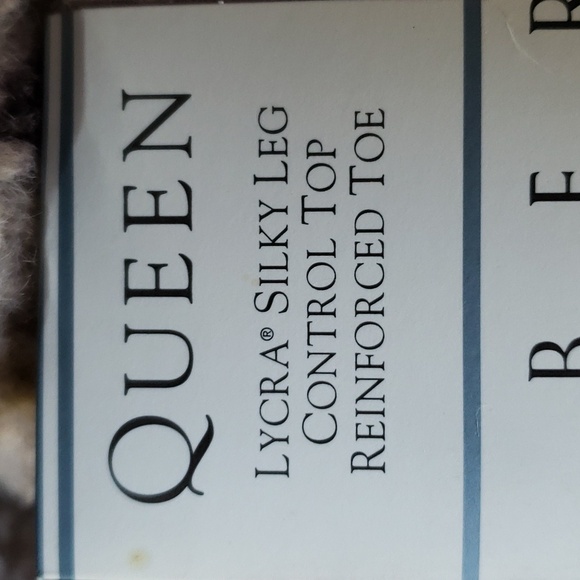 QUEEN
LYCRA® SILKY LEG
CONTROL TOP
REINFORCED TOE
B E R